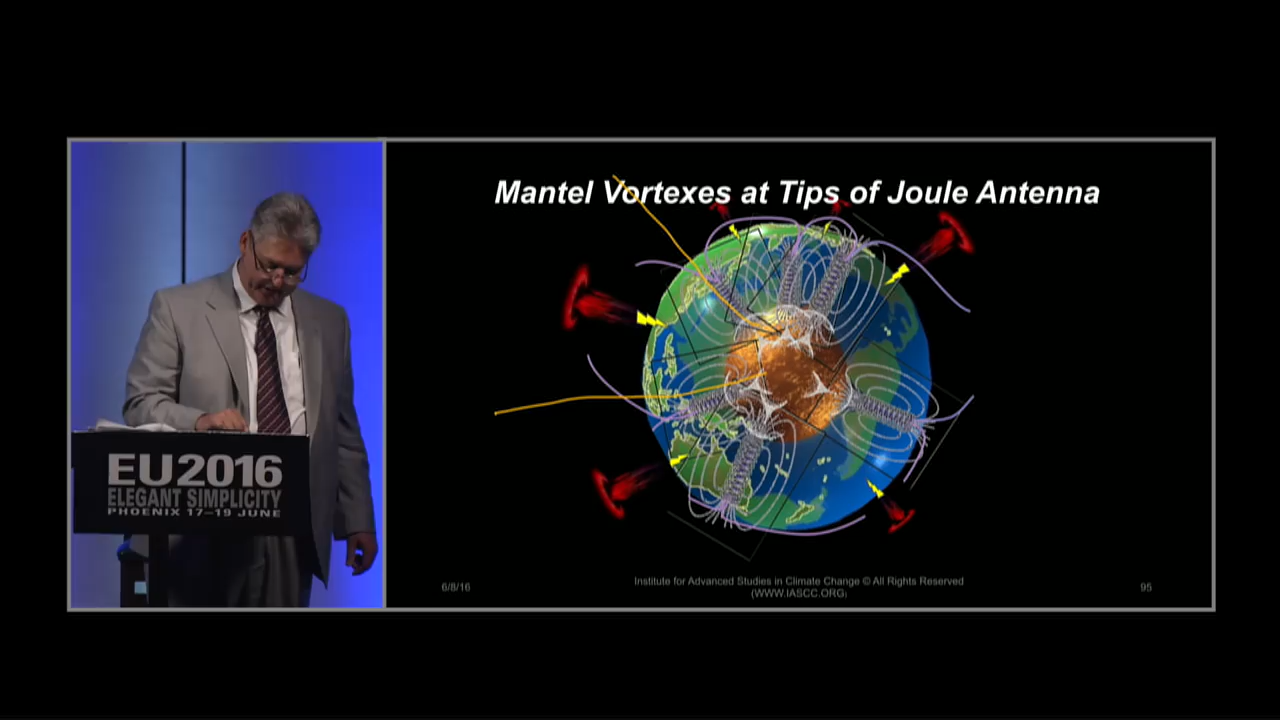 Mantel Vortexes at Tips of Joule Antenna
EU2016
ELEGANT SIMPLICITY
PHOENIX 17-19 JUNE
6/8/16
Institute for Advanced Studies in Climate Change © All Rights Reserved
(WWW.IASCC.ORG)
95